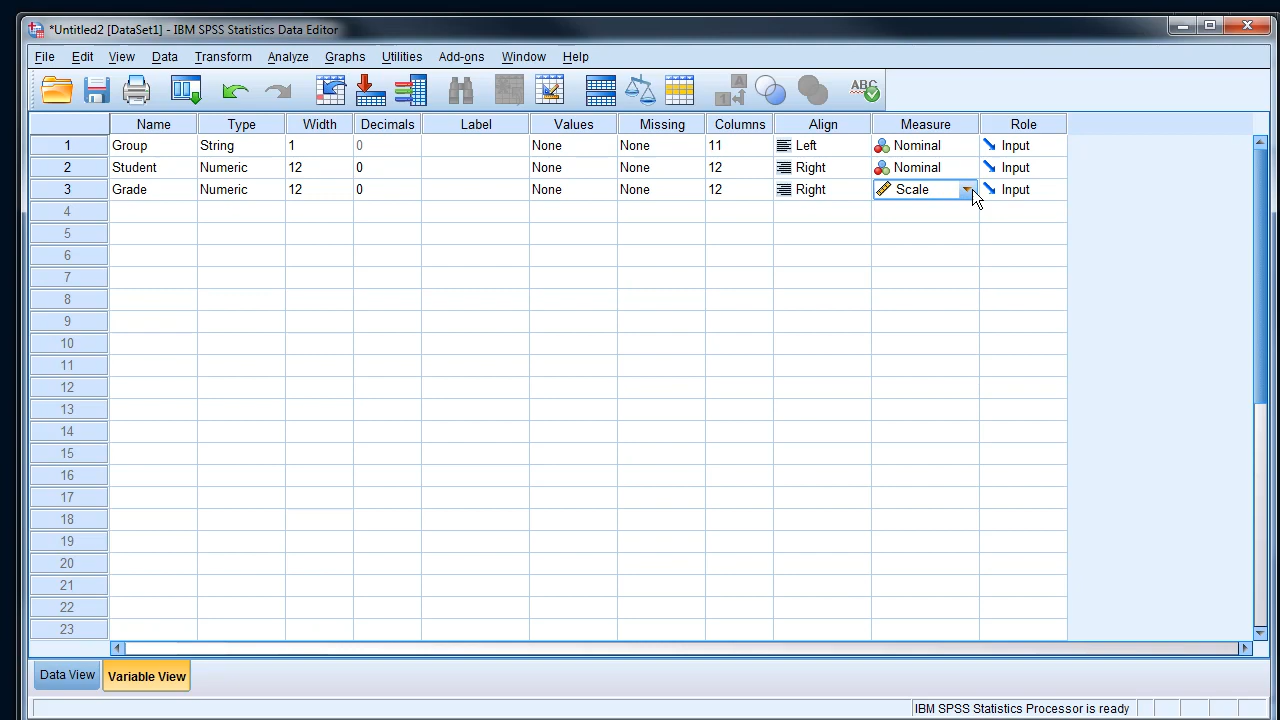 *Untitled2 [DataSet1] - IBM SPSS Statistics Data Editor
File Edit View Data Transform Analyze Graphs Utilities Add-ons Window Help
A
1 A
ABC
Name Type Width Decimals Label Values Missing Columns Align Measure Role
1 Group String 1 0 None None 11 Left Nominal Input
2 Student Numeric 12 0 None None 12 Right Nominal Input
3 Grade Numeric 12 0 None None 12 Right Scale Input
4
5
6
7
8
9
10
11
12
13
14
15
16
17
18
19
20
21
22
23
Data View Variable View
IBM SPSS Statistics Processor is ready